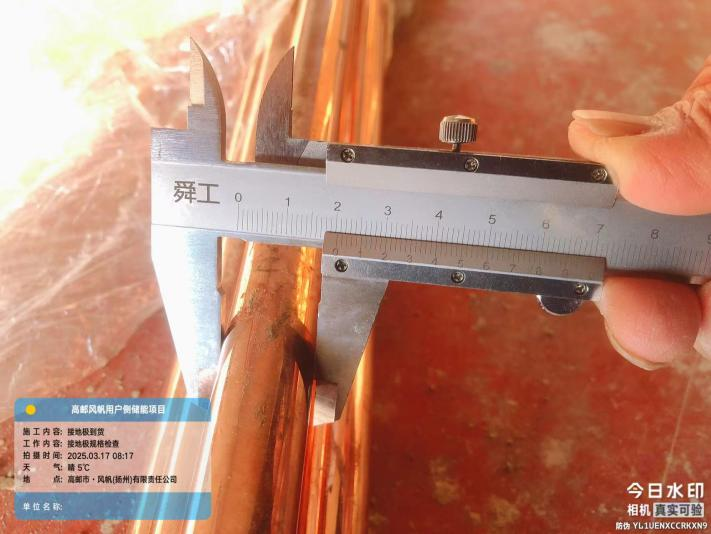 舜工
0 1 2 3 4 5 6 7 8 9
0 1 2 3 4 5 6 7 8 9
高邮风帆用户侧储能项目
施工内容: 接地极到货
工作内容: 接地极规格检查
拍摄时间: 2025.03.17 08:17
天气: 晴 5℃
地点: 高邮市·风帆(扬州)有限责任公司
单位名称:
今日水印
相机 真实可验
防伪 YL1UENXCCRKXN9